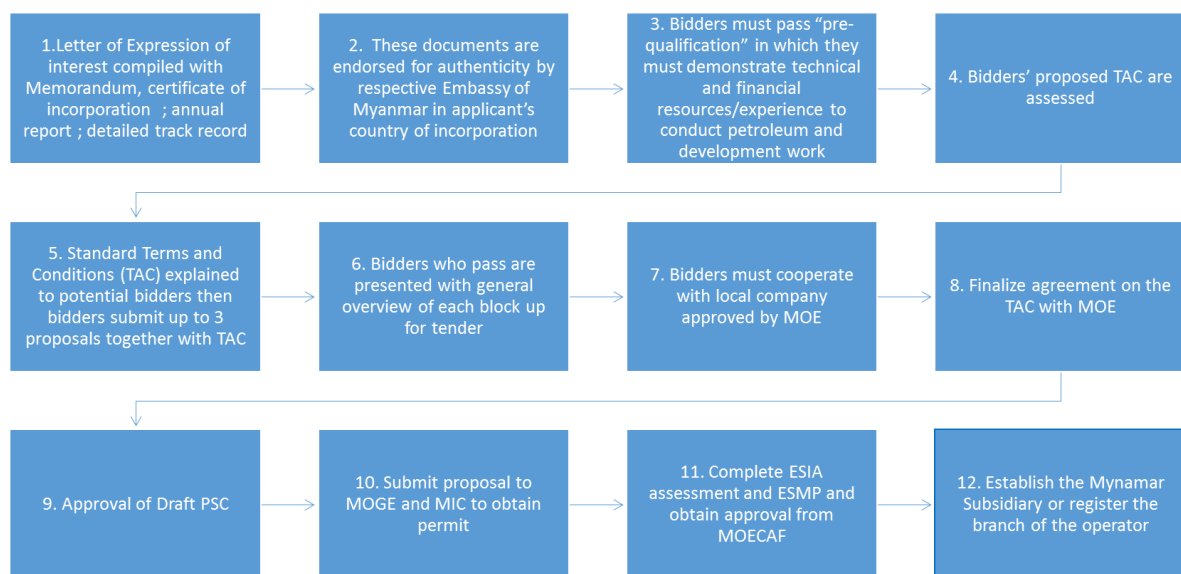 1.Letter of Expression of
interest compiled with
Memorandum, certificate of
incorporation ; annual
report ; detailed track record
2. These documents are
endorsed for authenticity by
respective Embassy of
Myanmar in applicant's
country of incorporation
3. Bidders must pass “pre-
qualification” in which they
must demonstrate technical
and financial
resources/experience to
conduct petroleum and
development work
4. Bidders’ proposed TAC are
assessed
5. Standard Terms and
Conditions (TAC) explained
to potential bidders then
bidders submit up to 3
proposals together with TAC
6. Bidders who pass are
presented with general
overview of each block up
for tender
7. Bidders must cooperate
with local company
approved by MOE
8. Finalize agreement on the
TAC with MOE
9. Approval of Draft PSC
10. Submit proposal to
MOGE and MIC to obtain
permit
11. Complete ESIA
assessment and ESMP and
obtain approval from
MOECAF
12. Establish the Mynamar
Subsidiary or register the
branch of the operator